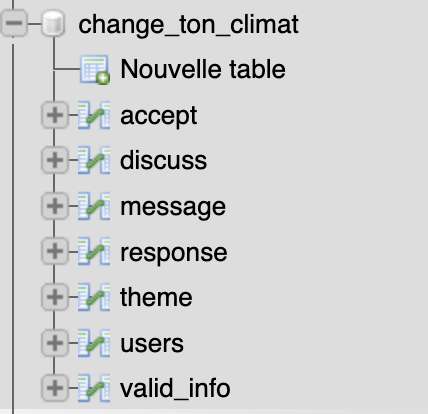 change_ton_climat
Nouvelle table
accept
discuss
message
response
theme
users
valid_info